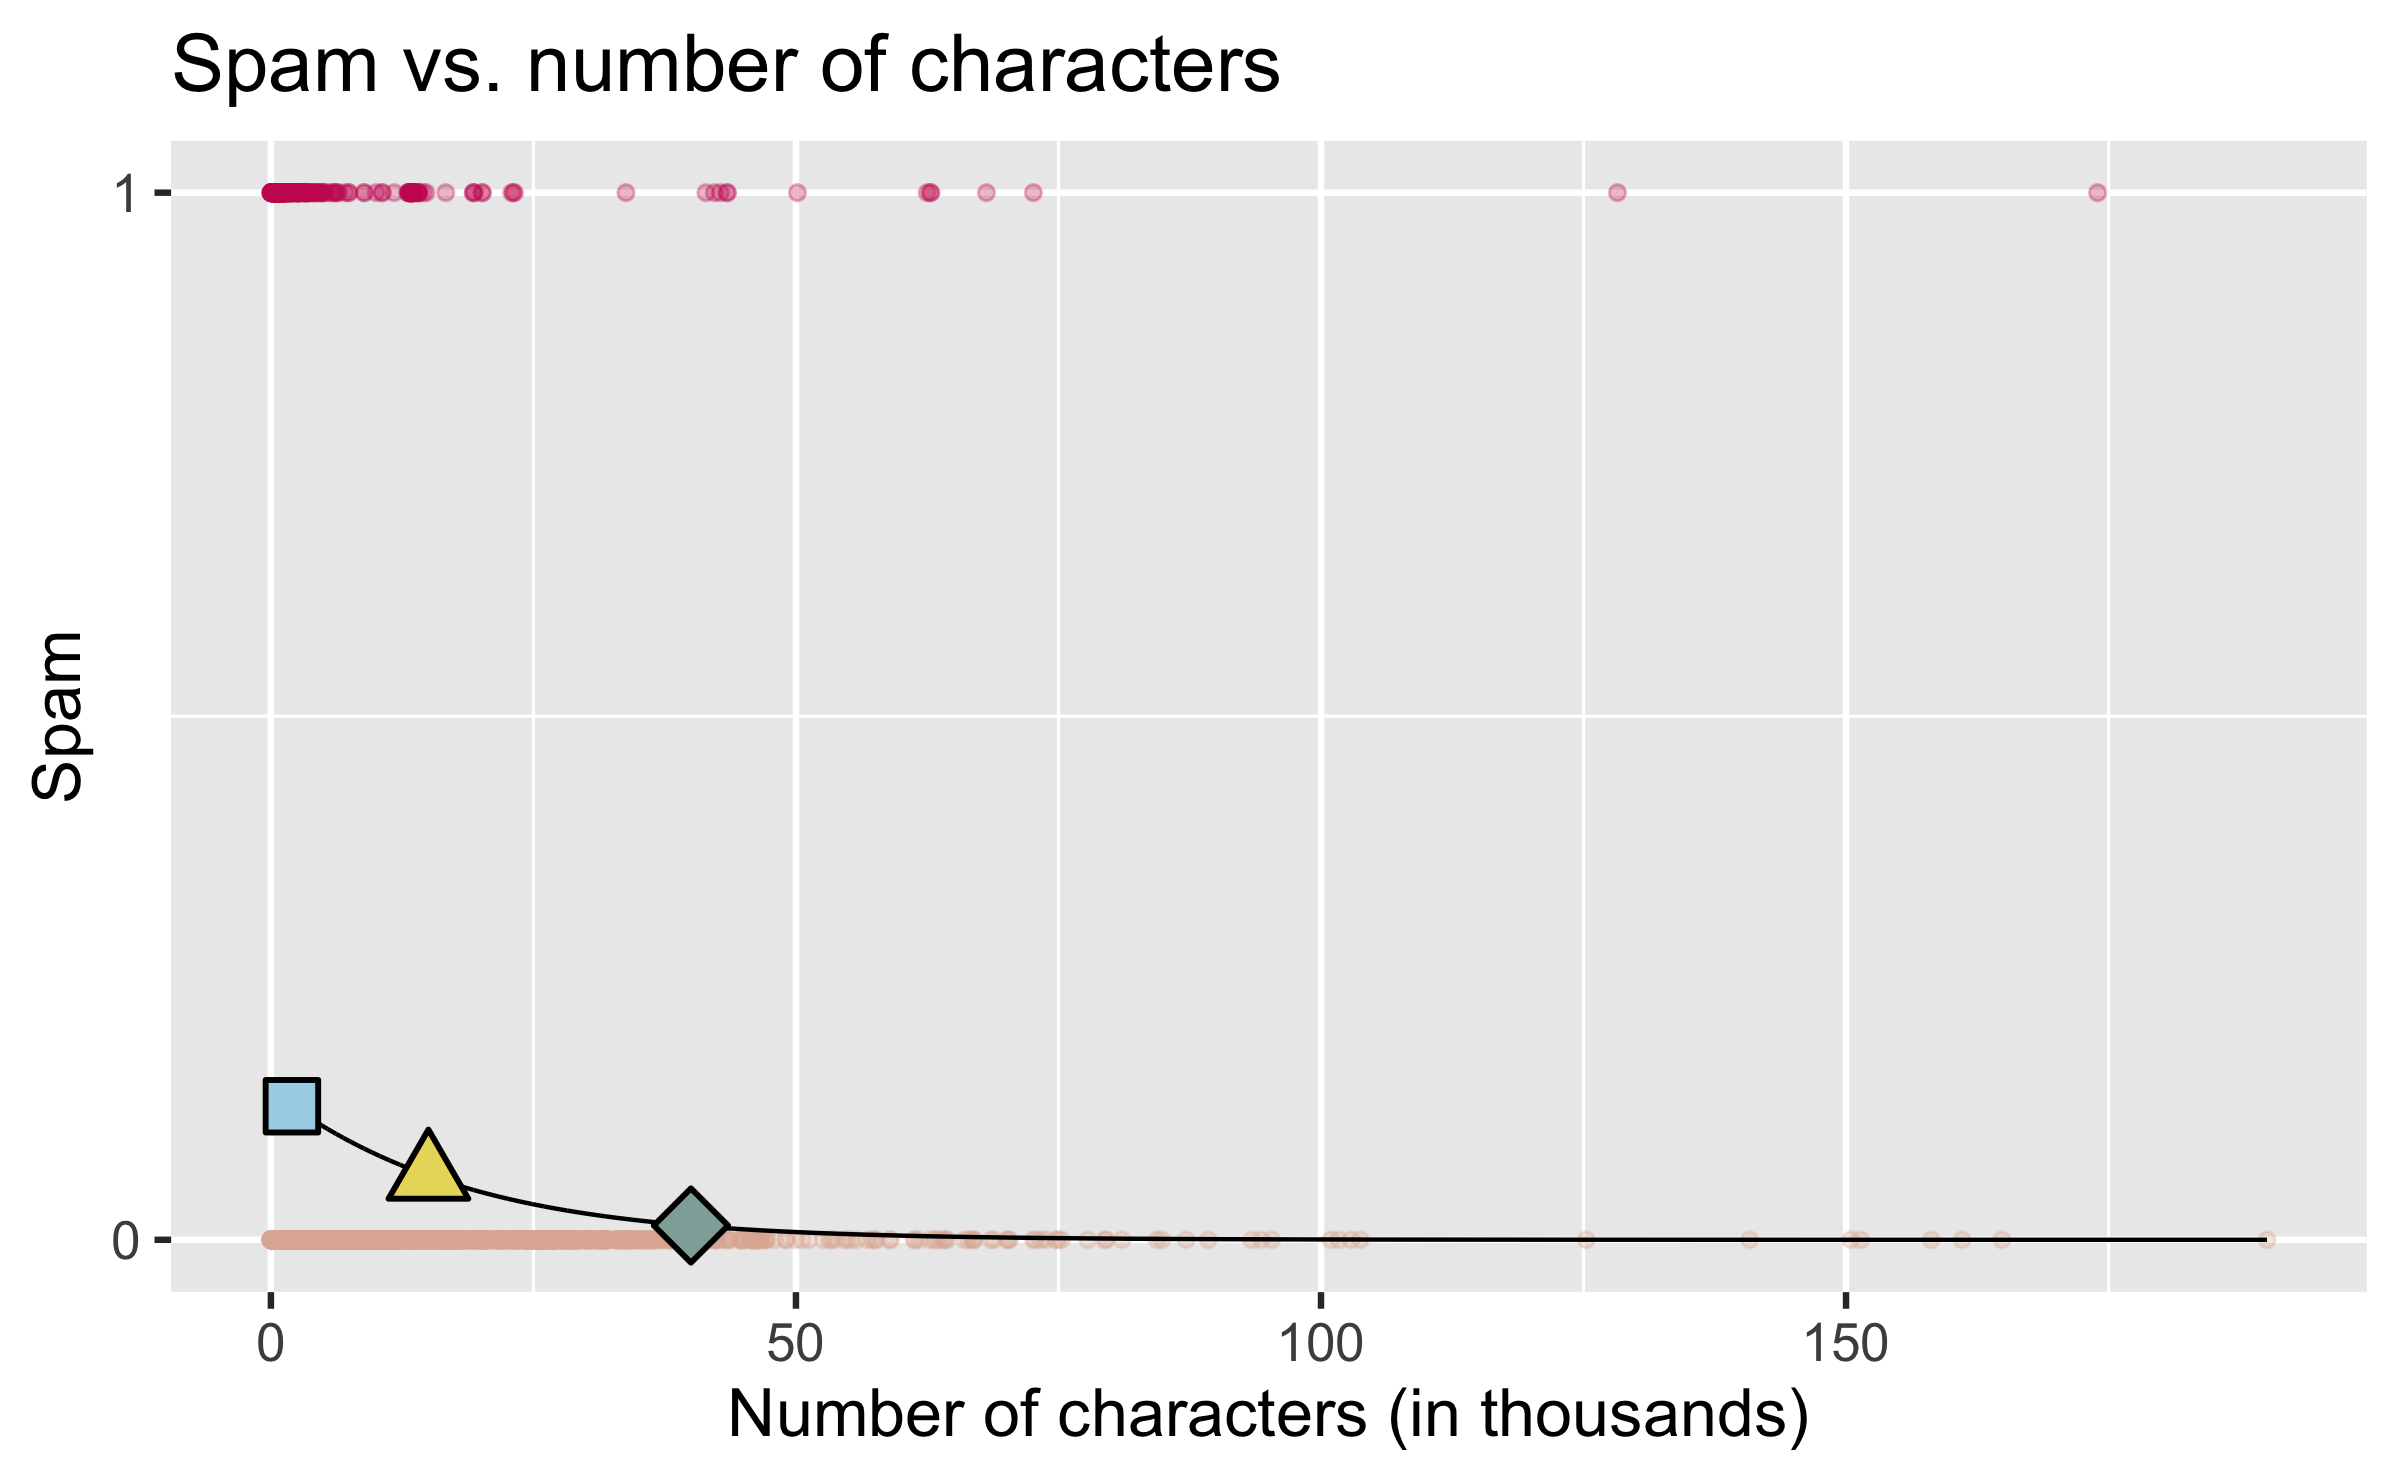 Spam vs. number of characters
1
Spam
0
0 50 100 150
Number of characters (in thousands)